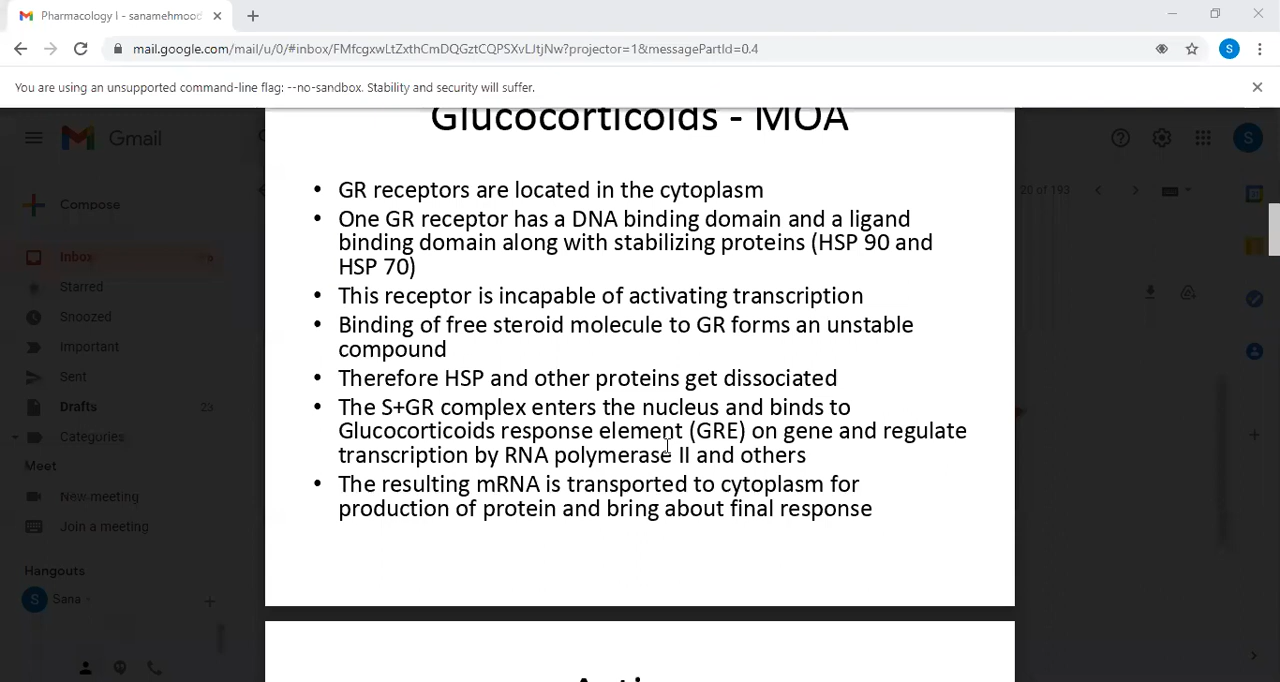 Pharmacology I - sanamehmood
mail.google.com/mail/u/0/#inbox/FMfcgxwLtZxthCmDQGztCQPSXvLJtjNw?projector=1&messagePartId=0.4
S
You are using an unsupported command-line flag: --no-sandbox. Stability and security will suffer.
Glucocorticoids - MOA
Gmail
S
Compose
20 of 193
Inbox
Starred
Snoozed
Important
Sent
Drafts 23
Categories
Meet
New meeting
Join a meeting
Hangouts
S Sana
• GR receptors are located in the cytoplasm
• One GR receptor has a DNA binding domain and a ligand
binding domain along with stabilizing proteins (HSP 90 and
HSP 70)
• This receptor is incapable of activating transcription
• Binding of free steroid molecule to GR forms an unstable
compound
• Therefore HSP and other proteins get dissociated
• The S+GR complex enters the nucleus and binds to
Glucocorticoids response element (GRE) on gene and regulate
transcription by RNA polymerase II and others
• The resulting mRNA is transported to cytoplasm for
production of protein and bring about final response